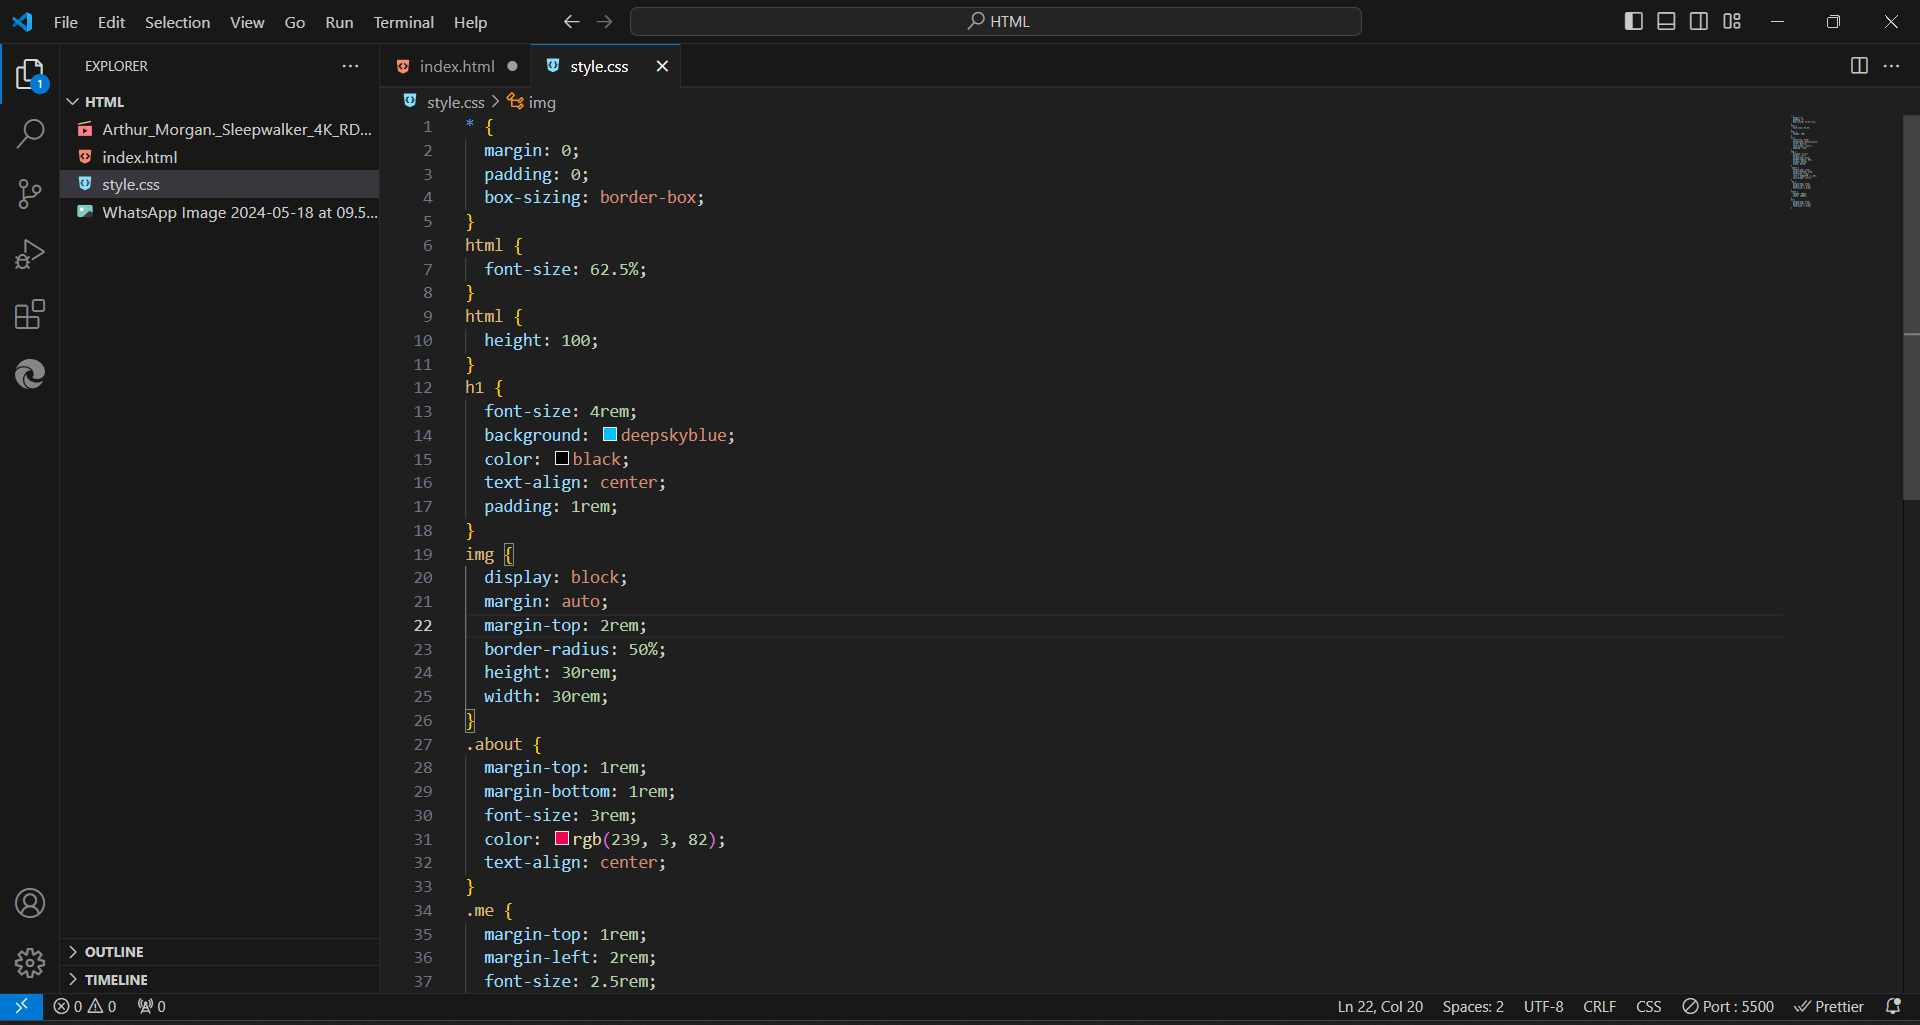 File Edit Selection View Go Run Terminal Help
HTML
EXPLORER
HTML
Arthur_Morgan._Sleepwalker_4K_RD...
index.html
style.css
WhatsApp Image 2024-05-18 at 09.5...
OUTLINE
TIMELINE
1
index.html
style.css
style.css > img
1 * {
2 margin: 0;
3 padding: 0;
4 box-sizing: border-box;
5 }
6 html {
7 font-size: 62.5%;
8 }
9 html {
10 height: 100;
11 }
12 h1 {
13 font-size: 4rem;
14 background: deepskyblue;
15 color: black;
16 text-align: center;
17 padding: 1rem;
18 }
19 img {
20 display: block;
21 margin: auto;
22 margin-top: 2rem;
23 border-radius: 50%;
24 height: 30rem;
25 width: 30rem;
26 }
27 .about {
28 margin-top: 1rem;
29 margin-bottom: 1rem;
30 font-size: 3rem;
31 color: rgb(239, 3, 82);
32 text-align: center;
33 }
34 .me {
35 margin-top: 1rem;
36 margin-left: 2rem;
37 font-size: 2.5rem;
0 0 0
Ln 22, Col 20 Spaces: 2 UTF-8 CRLF CSS Port : 5500 Prettier